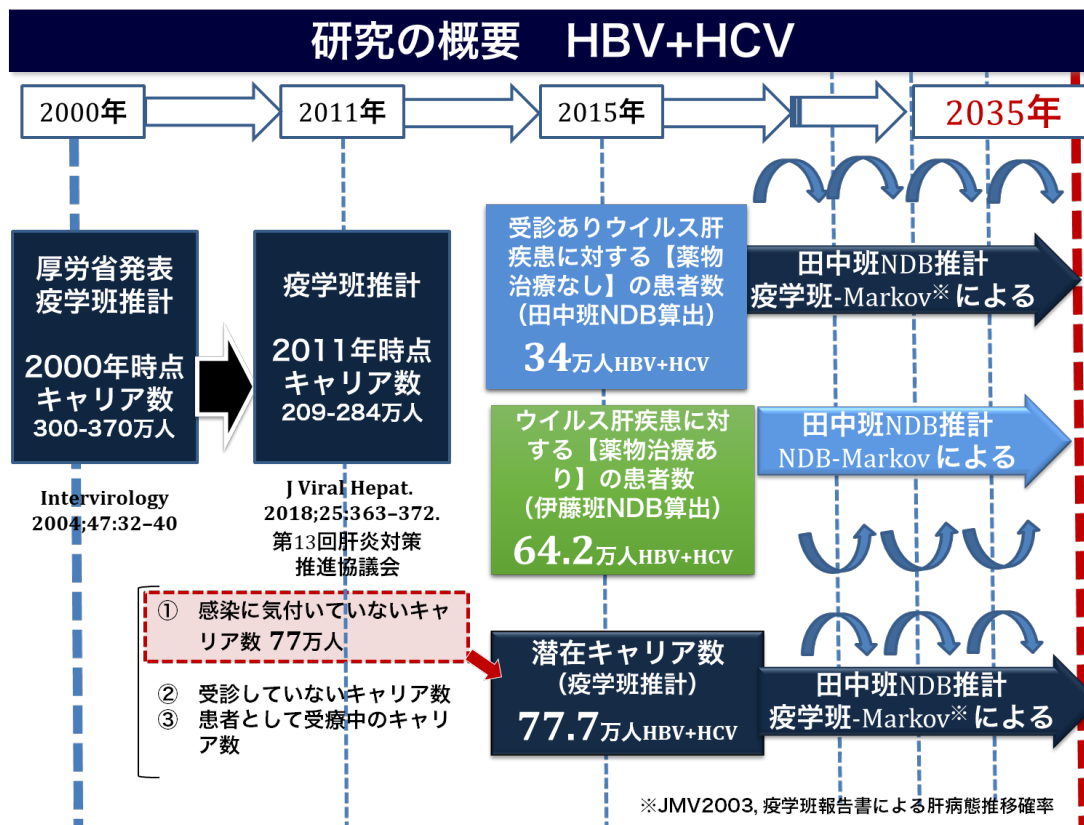 研究の概要　HBV+HCV
2000年
2011年
2015年
2035年
厚労省発表
疫学班推計
2000年時点
キャリア数
300-370万人
Intervirology
2004;47:32–40
疫学班推計
2011年時点
キャリア数
209-284万人
J Viral Hepat.
2018;25:363–372.
第13回肝炎対策
推進協議会
① 感染に気付いていないキャ
リア数 77万人
② 受診していないキャリア数
③ 患者として受療中のキャリ
ア数
受診ありウイルス肝
疾患に対する【薬物
治療なし】の患者数
（田中班NDB算出）
34万人HBV+HCV
田中班NDB推計
疫学班-Markov※による
ウイルス肝疾患に対
する【薬物治療あ
り】の患者数
（伊藤班NDB算出）
64.2万人HBV+HCV
田中班NDB推計
NDB-Markovによる
潜在キャリア数
（疫学班推計）
77.7万人HBV+HCV
田中班NDB推計
疫学班-Markov※による
※JMV2003, 疫学班報告書による肝病態推移確率